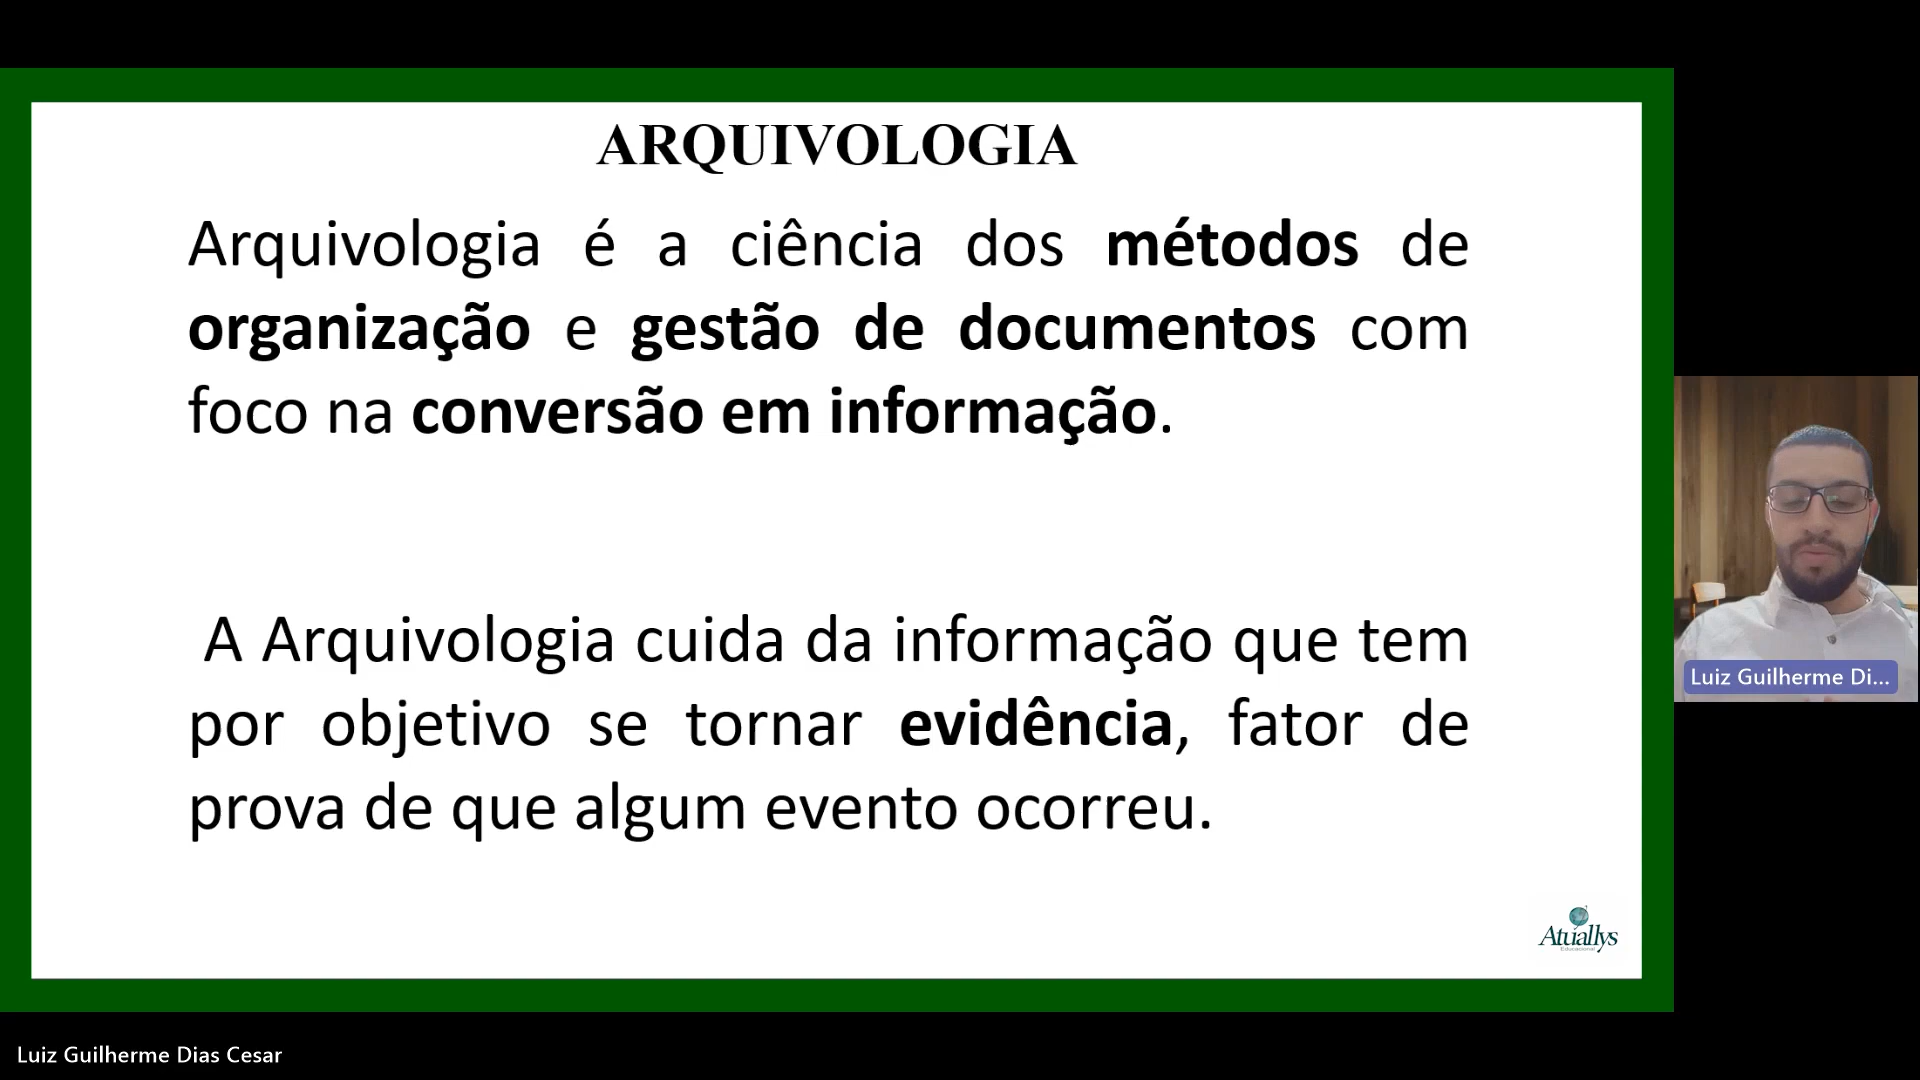 ARQUIVOLOGIA
Arquivologia é a ciência dos métodos de
organização e gestão de documentos com
foco na conversão em informação.
A Arquivologia cuida da informação que tem
por objetivo se tornar evidência, fator de
prova de que algum evento ocorreu.
Atuallys
Educacional
Luiz Guilherme Di...
Luiz Guilherme Dias Cesar